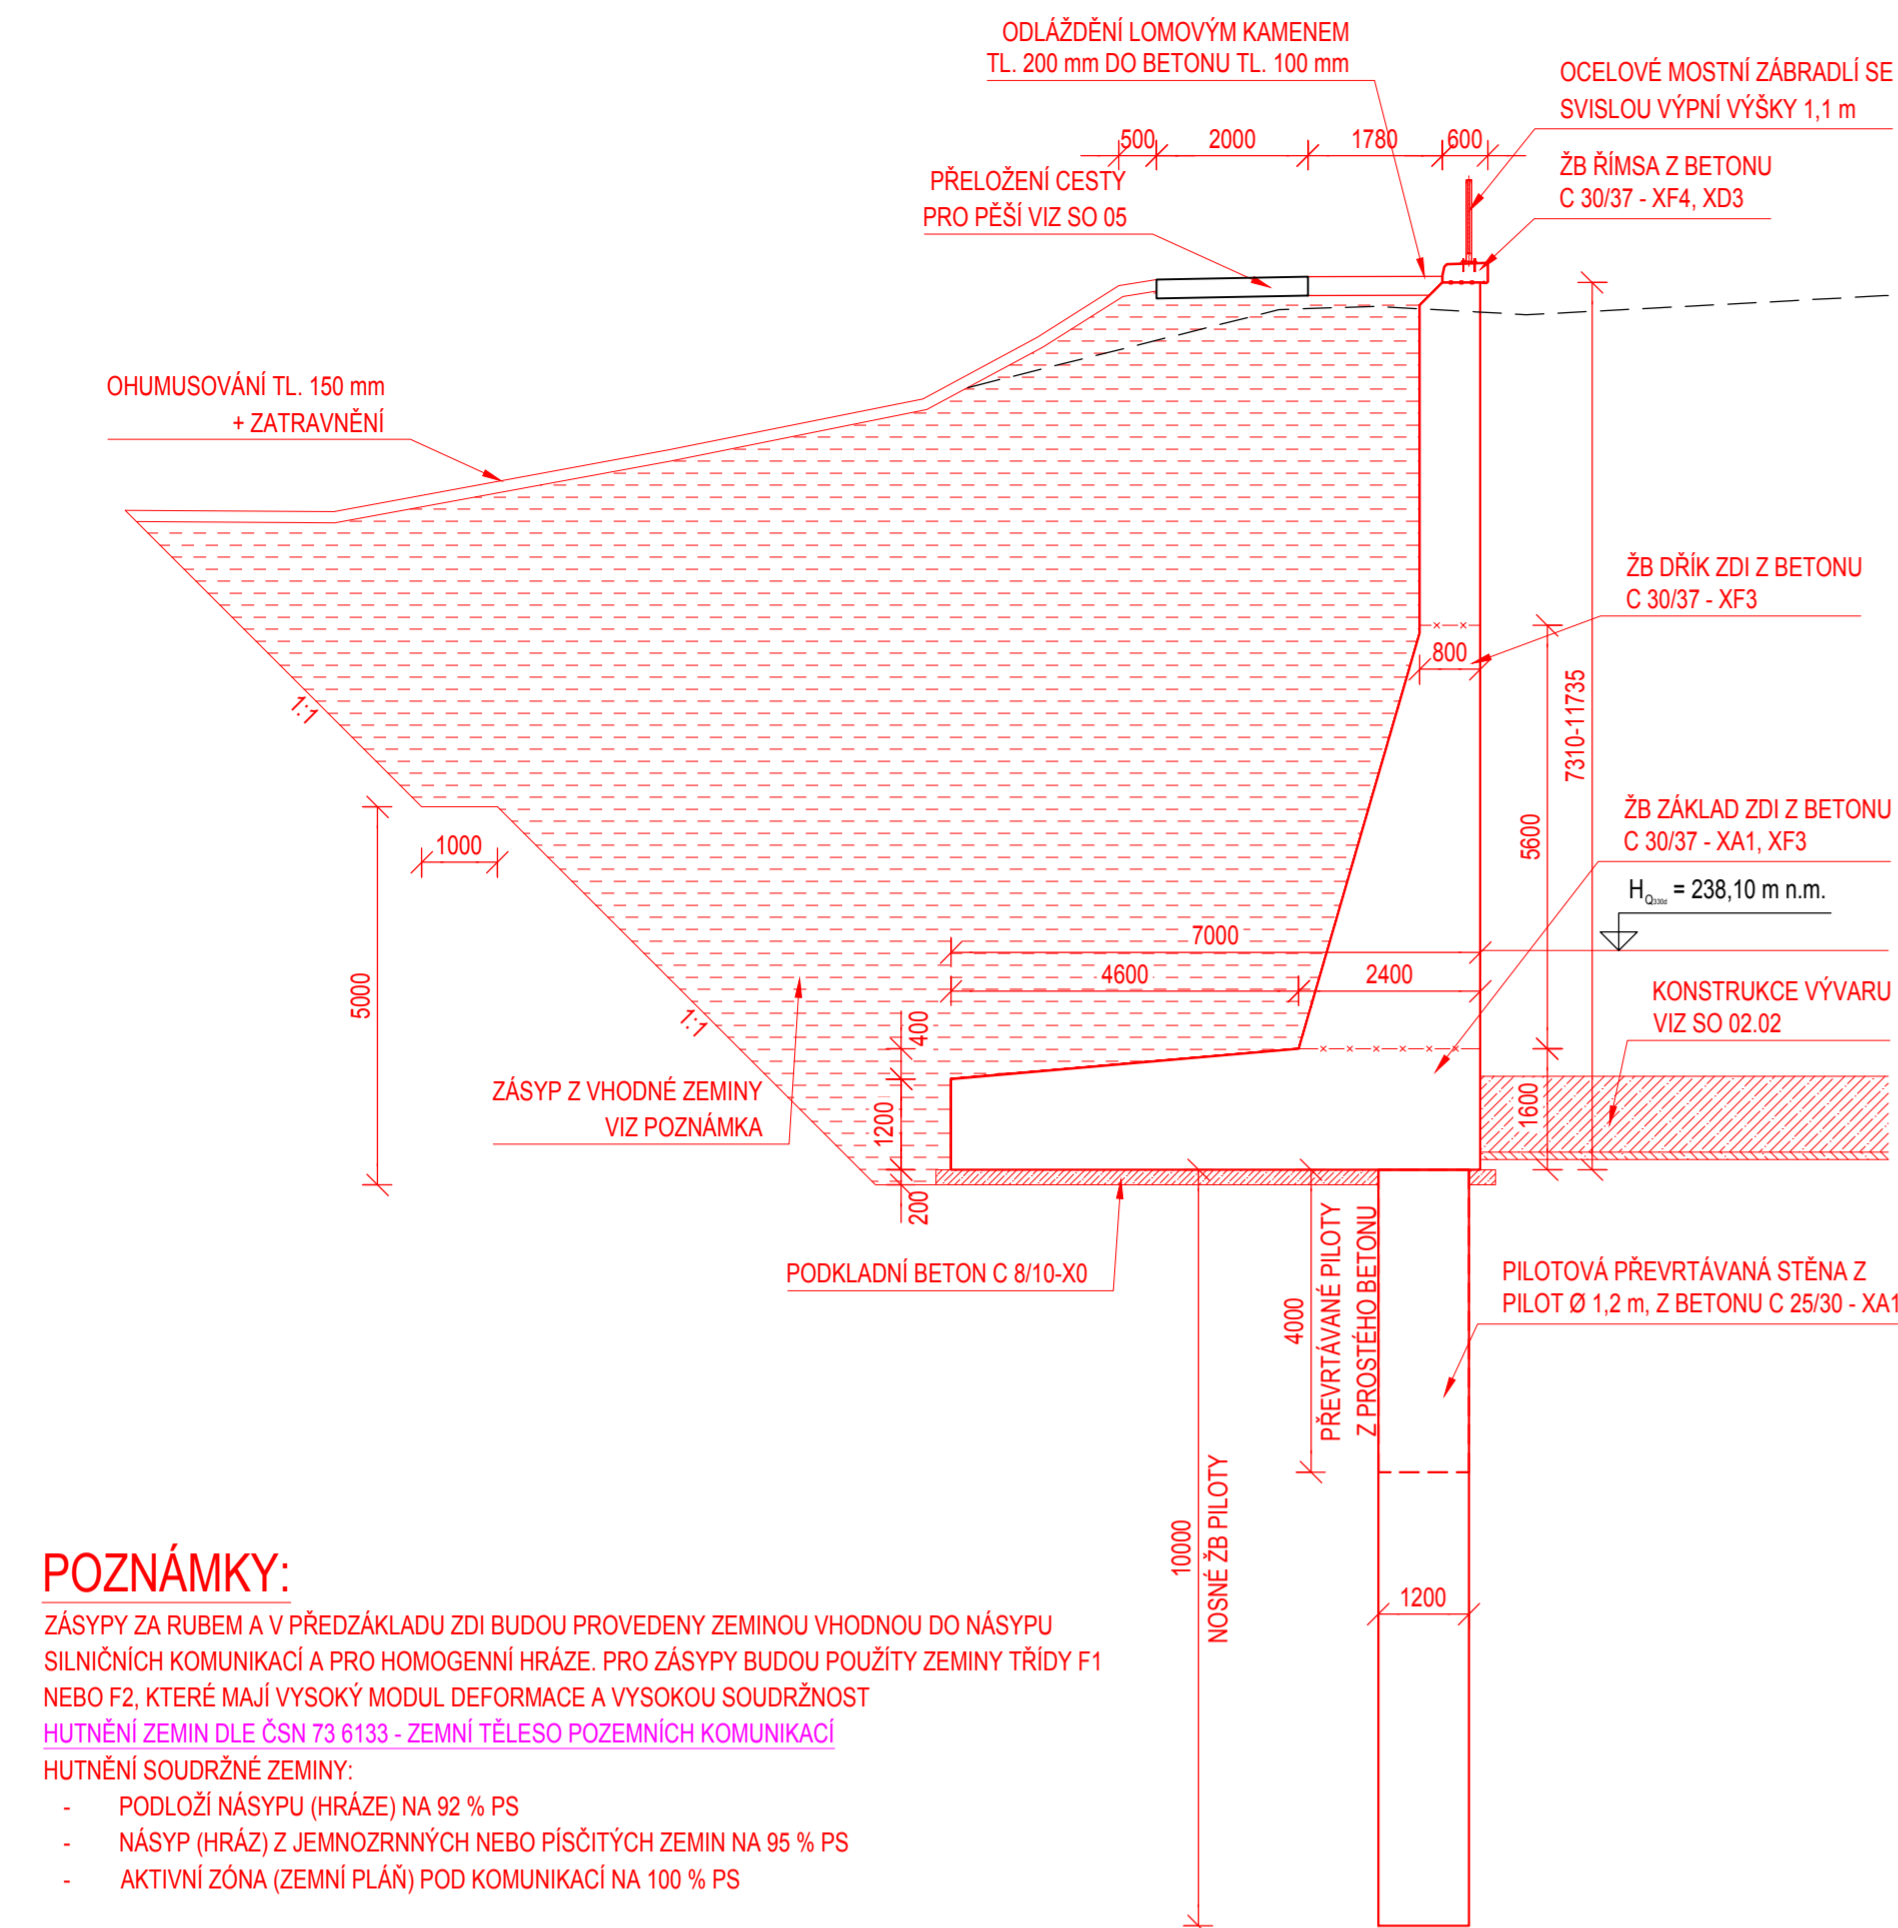 ODLÁŽDĚNÍ LOMOVÝM KAMENEM
TL. 200 mm DO BETONU TL. 100 mm
OCELOVÉ MOSTNÍ ZÁBRADLÍ SE
SVISLOU VÝPNÍ VÝŠKY 1,1 m
500
2000
1780
600
PŘELOŽENÍ CESTY
PRO PĚŠÍ VIZ SO 05
ŽB ŘÍMSA Z BETONU
C 30/37 - XF4, XD3
OHUMUSOVÁNÍ TL. 150 mm
+ ZATRAVNĚNÍ
ŽB DŘÍK ZDI Z BETONU
C 30/37 - XF3
800
7310-11735
1:1
5600
ŽB ZÁKLAD ZDI Z BETONU
C 30/37 - XA1, XF3
1000
H Q330d = 238,10 m n.m.
7000
4600
2400
5000
1:1
400
KONSTRUKCE VÝVARU
VIZ SO 02.02
ZÁSYP Z VHODNÉ ZEMINY
VIZ POZNÁMKA
1200
1600
200
PODKLADNÍ BETON C 8/10-X0
4000
PŘEVRTÁVANÉ PILOTY
Z PROSTÉHO BETONU
PILOTOVÁ PŘEVRTÁVANÁ STĚNA Z
PILOT Ø 1,2 m, Z BETONU C 25/30 - XA1
10000
NOSNÉ ŽB PILOTY
1200
POZNÁMKY:
ZÁSYPY ZA RUBEM A V PŘEDZÁKLADU ZDI BUDOU PROVEDENY ZEMINOU VHODNOU DO NÁSYPU
SILNIČNÍCH KOMUNIKACÍ A PRO HOMOGENNÍ HRÁZE. PRO ZÁSYPY BUDOU POUŽÍTY ZEMINY TŘÍDY F1
NEBO F2, KTERÉ MAJÍ VYSOKÝ MODUL DEFORMACE A VYSOKOU SOUDRŽNOST
HUTNĚNÍ ZEMIN DLE ČSN 73 6133 - ZEMNÍ TĚLESO POZEMNÍCH KOMUNIKACÍ
HUTNĚNÍ SOUDRŽNÉ ZEMINY:
- PODLOŽÍ NÁSYPU (HRÁZE) NA 92 % PS
- NÁSYP (HRÁZ) Z JEMNOZRNNÝCH NEBO PÍSČITÝCH ZEMIN NA 95 % PS
- AKTIVNÍ ZÓNA (ZEMNÍ PLÁŇ) POD KOMUNIKACÍ NA 100 % PS